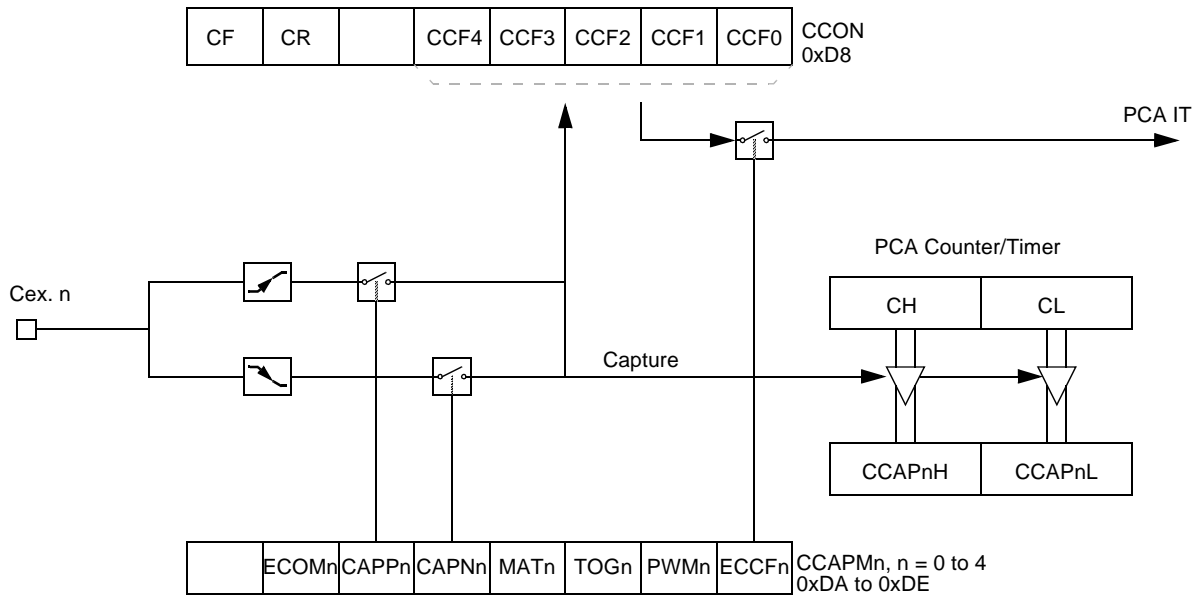 CF CR CCF4 CCF3 CCF2 CCF1 CCF0 CCON
0xD8
PCA IT
PCA Counter/Timer
Cex. n
CH CL
Capture
CCAPnH CCAPnL
ECOMn CAPPn CAPNn MATn TOGn PWMn ECCFn CCAPMn, n = 0 to 4
0xDA to 0xDE